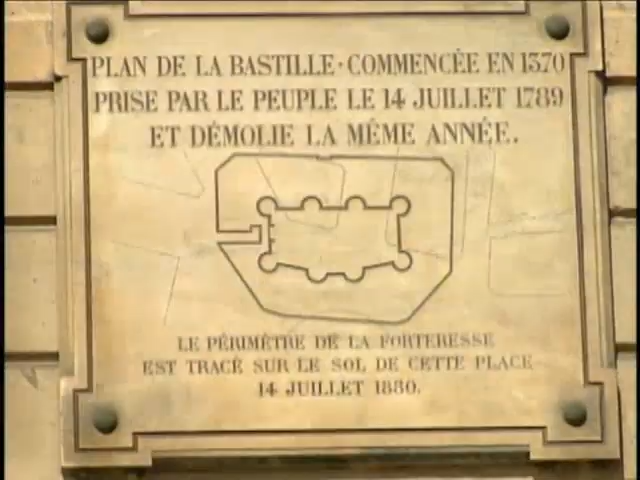 PLAN DE LA BASTILLE · COMMENCÉE EN 1370
PRISE PAR LE PEUPLE LE 14 JUILLET 1789
ET DÉMOLIE LA MÊME ANNÉE.
LE PÉRIMÈTRE DE LA FORTERESSE
EST TRACÉ SUR LE SOL DE CETTE PLACE
14 JUILLET 1880.